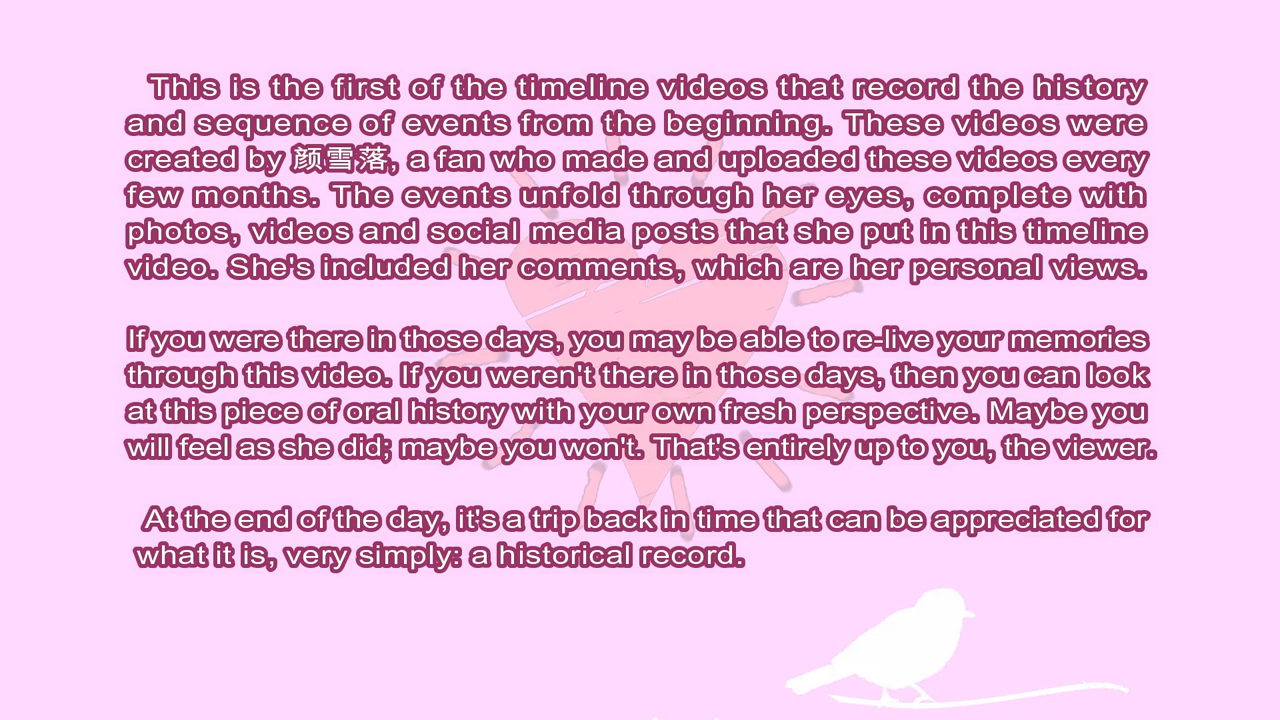 This is the first of the timeline videos that record the history
and sequence of events from the beginning. These videos were
created by 颜雪落, a fan who made and uploaded these videos every
few months. The events unfold through her eyes, complete with
photos, videos and social media posts that she put in this timeline
video. She's included her comments, which are her personal views.
If you were there in those days, you may be able to re-live your memories
through this video. If you weren't there in those days, then you can look
at this piece of oral history with your own fresh perspective. Maybe you
will feel as she did; maybe you won't. That's entirely up to you, the viewer.
At the end of the day, it's a trip back in time that can be appreciated for
what it is, very simply: a historical record.